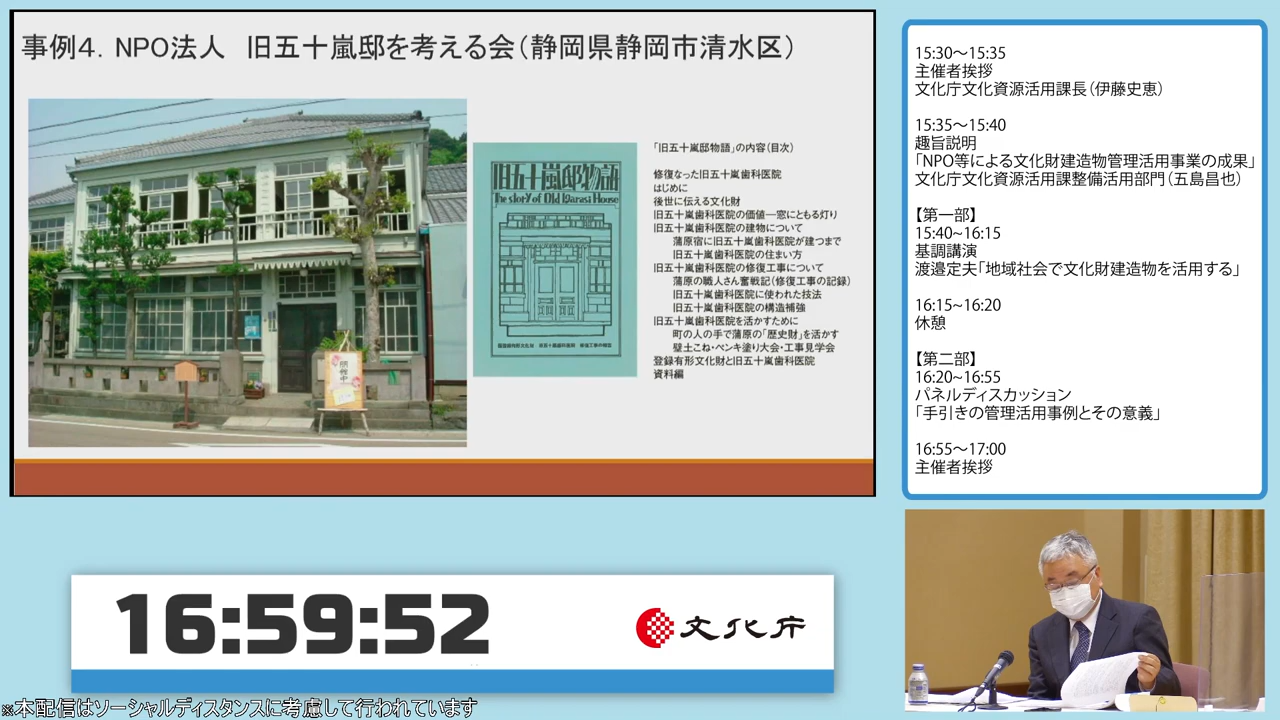 事例４．NPO法人　旧五十嵐邸を考える会（静岡県静岡市清水区）
旧五十嵐邸物語
The story of Old Igarasi House
「旧五十嵐邸物語」の内容（目次）
修復なった旧五十嵐歯科医院
はじめに
後世に伝える文化財
旧五十嵐歯科医院の価値―窓にともる灯り
旧五十嵐歯科医院の建物について
蒲原宿に旧五十嵐歯科医院が建つまで
旧五十嵐歯科医院の住まい方
旧五十嵐歯科医院の修復工事について
蒲原の職人さん奮戦記（修復工事の記録）
旧五十嵐歯科医院に使われた技法
旧五十嵐歯科医院の構造補強
旧五十嵐歯科医院を活かすために
町の人の手で蒲原の「歴史財」を活かす
壁土こね・ペンキ塗り大会・工事見学会
登録有形文化財と旧五十嵐歯科医院
資料編
15:30～15:35
主催者挨拶
文化庁文化資源活用課長（伊藤史恵）
15:35～15:40
趣旨説明
「NPO等による文化財建造物管理活用事業の成果」
文化庁文化資源活用課整備活用部門（五島昌也）
【第一部】
15:40～16:15
基調講演
渡邉定夫「地域社会で文化財建造物を活用する」
16:15～16:20
休憩
【第二部】
16:20~16:55
パネルディスカッション
「手引きの管理活用事例とその意義」
16:55～17:00
主催者挨拶
16:59:52
文化庁
※本配信はソーシャルディスタンスに考慮して行われています